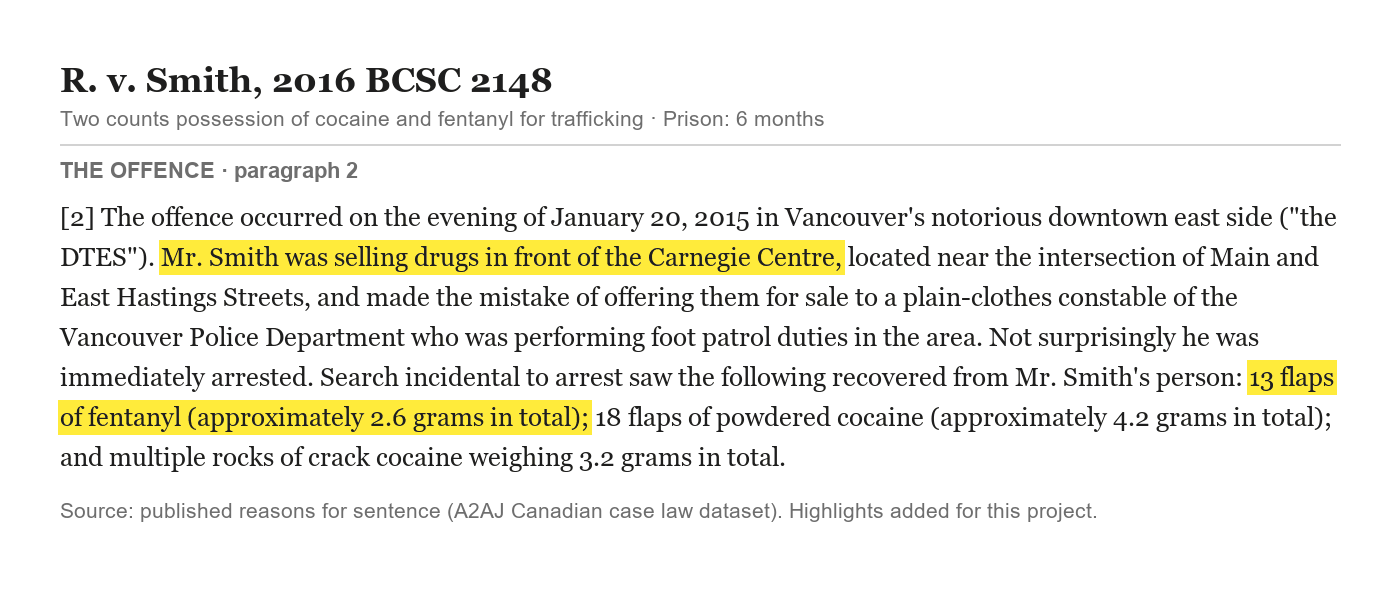 R. v. Smith, 2016 BCSC 2148
Two counts possession of cocaine and fentanyl for trafficking · Prison: 6 months
THE OFFENCE · paragraph 2
[2] The offence occurred on the evening of January 20, 2015 in Vancouver's notorious downtown east side ("the
DTES"). Mr. Smith was selling drugs in front of the Carnegie Centre, located near the intersection of Main and
East Hastings Streets, and made the mistake of offering them for sale to a plain-clothes constable of the
Vancouver Police Department who was performing foot patrol duties in the area. Not surprisingly he was
immediately arrested. Search incidental to arrest saw the following recovered from Mr. Smith's person: 13 flaps
of fentanyl (approximately 2.6 grams in total); 18 flaps of powdered cocaine (approximately 4.2 grams in total);
and multiple rocks of crack cocaine weighing 3.2 grams in total.
Source: published reasons for sentence (A2AJ Canadian case law dataset). Highlights added for this project.